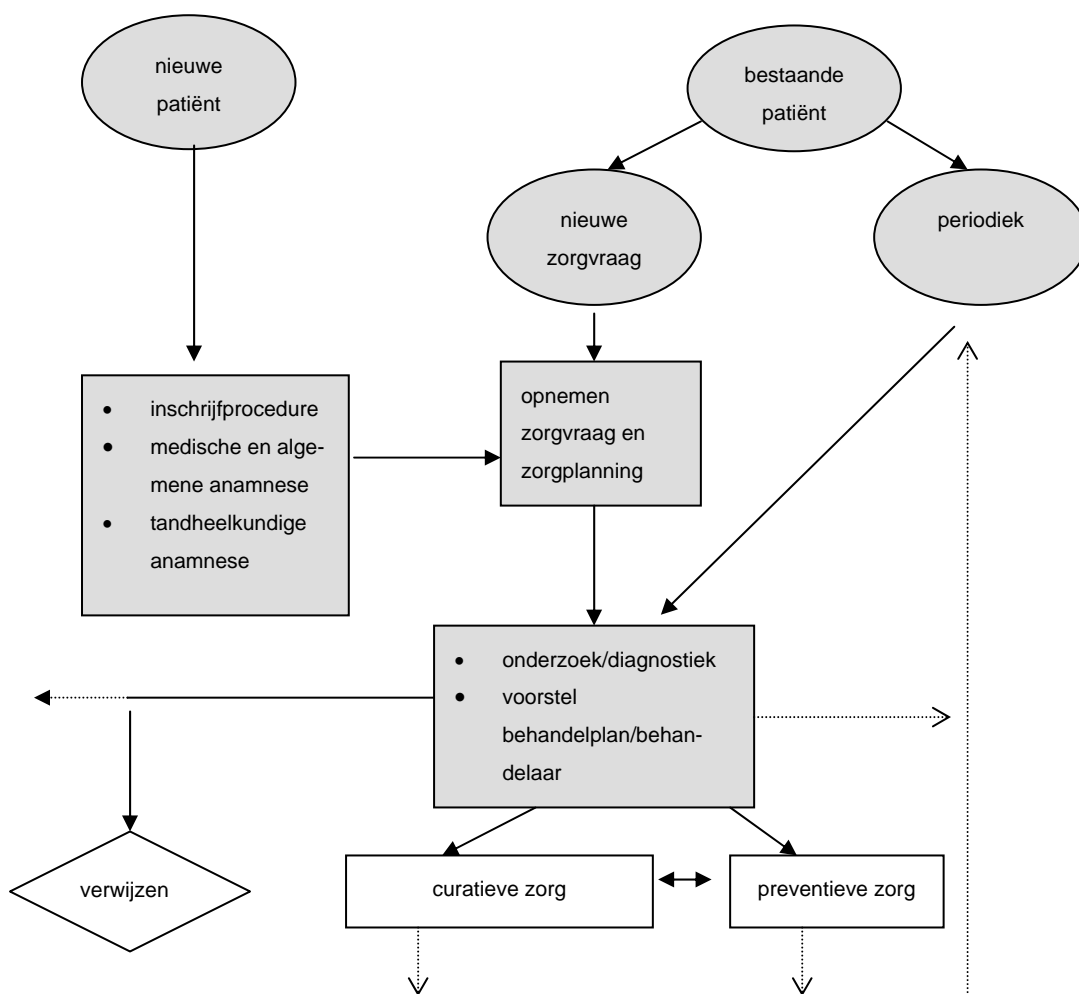 nieuwe
patiënt
bestaande
patiënt
nieuwe
zorgvraag
periodiek
• inschrijfprocedure
• medische en alge-
mene anamnese
• tandheelkundige
anamnese
opnemen
zorgvraag en
zorgplanning
• onderzoek/diagnostiek
• voorstel
behandelplan/behan-
delaar
verwijzen
curatieve zorg
preventieve zorg